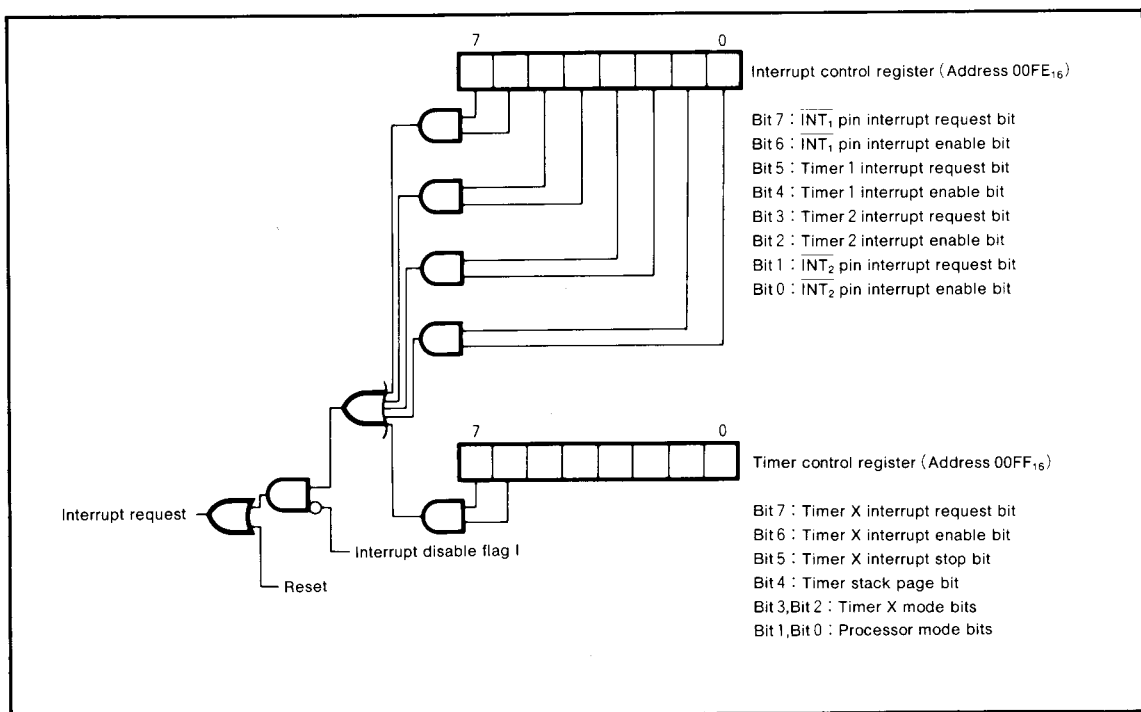 7 0
Interrupt control register (Address 00FE₁₆)
Bit 7 : I̅N̅T̅₁ pin interrupt request bit
Bit 6 : I̅N̅T̅₁ pin interrupt enable bit
Bit 5 : Timer 1 interrupt request bit
Bit 4 : Timer 1 interrupt enable bit
Bit 3 : Timer 2 interrupt request bit
Bit 2 : Timer 2 interrupt enable bit
Bit 1 : I̅N̅T̅₂ pin interrupt request bit
Bit 0 : I̅N̅T̅₂ pin interrupt enable bit
7 0
Timer control register (Address 00FF₁₆)
Bit 7 : Timer X interrupt request bit
Bit 6 : Timer X interrupt enable bit
Bit 5 : Timer X interrupt stop bit
Bit 4 : Timer stack page bit
Bit 3,Bit 2 : Timer X mode bits
Bit 1,Bit 0 : Processor mode bits
Interrupt request
Interrupt disable flag I
Reset